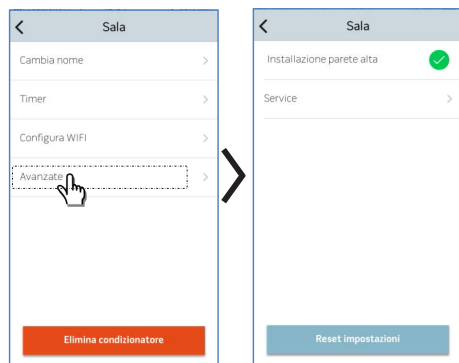 Sala
Cambia nome
Timer
Configura WIFI
Avanzate
Elimina condizionatore
Sala
Installazione parete alta
Service
Reset impostazioni